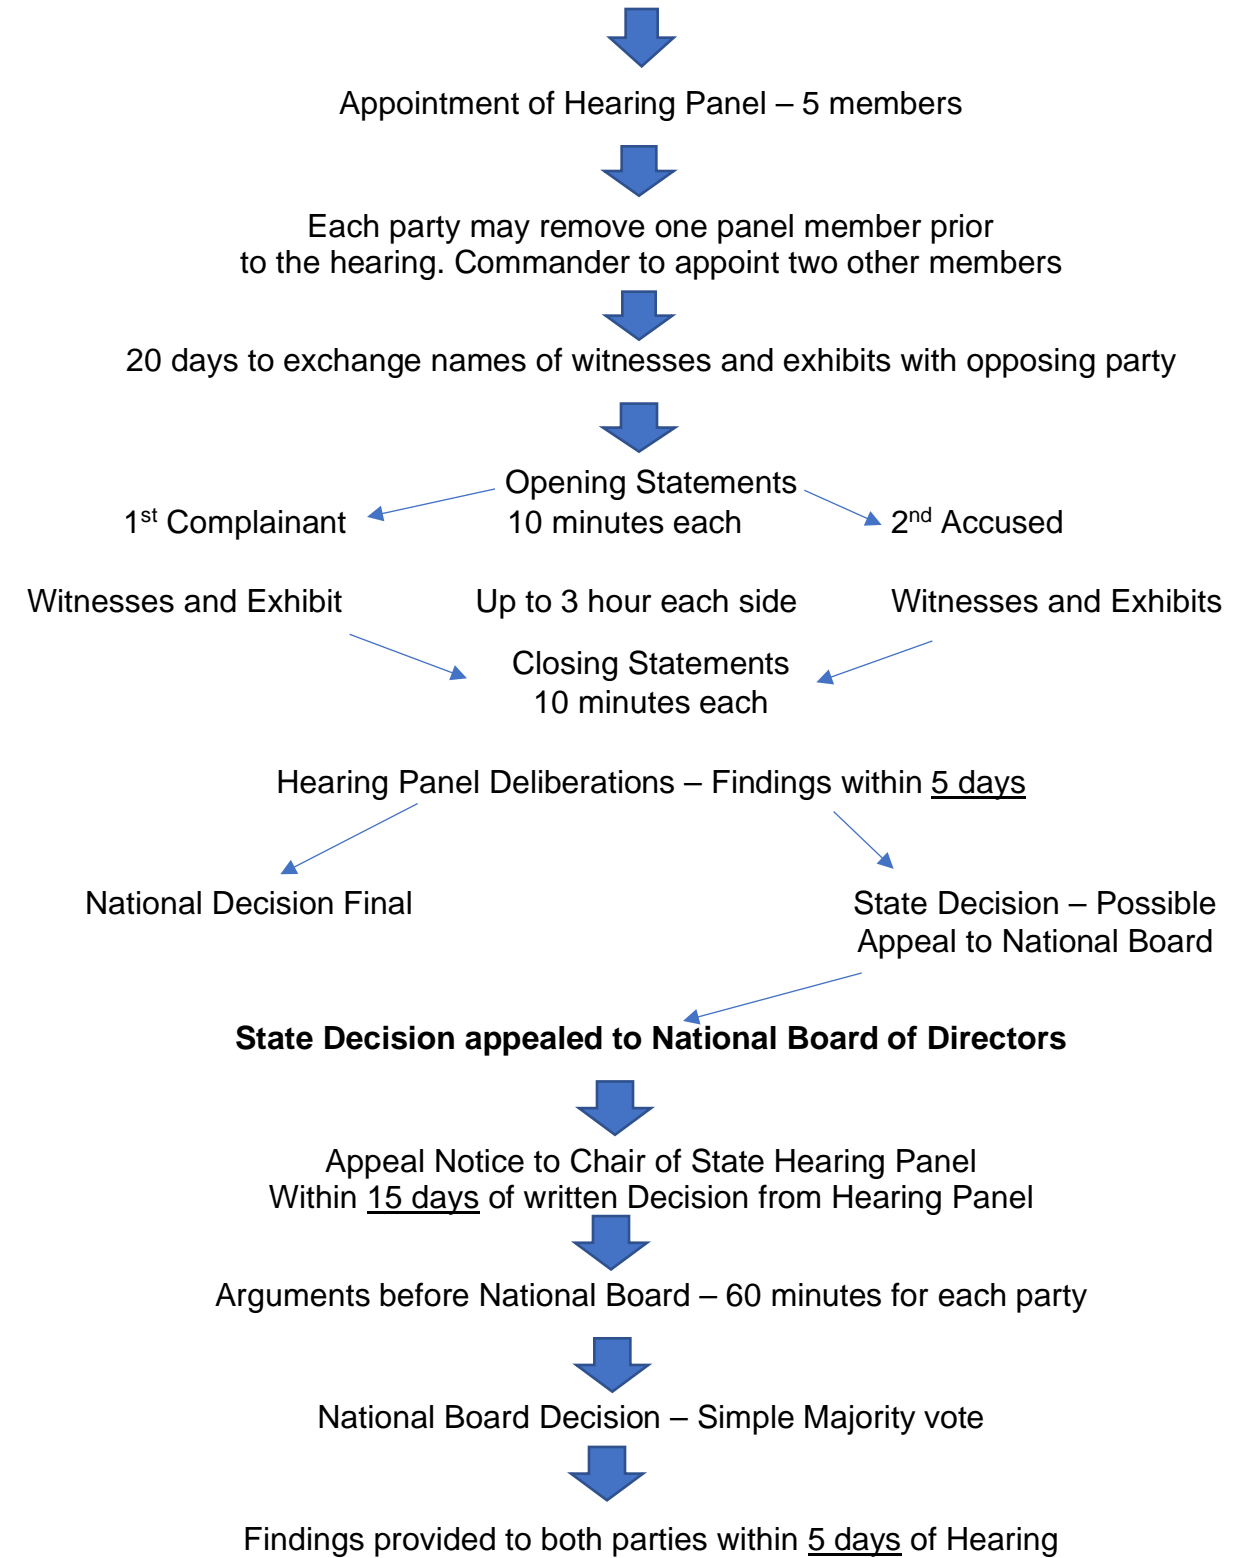 Appointment of Hearing Panel – 5 members
Each party may remove one panel member prior
to the hearing. Commander to appoint two other members
20 days to exchange names of witnesses and exhibits with opposing party
Opening Statements
1st Complainant 10 minutes each 2nd Accused
Witnesses and Exhibit Up to 3 hour each side Witnesses and Exhibits
Closing Statements
10 minutes each
Hearing Panel Deliberations – Findings within 5 days
National Decision Final State Decision – Possible
Appeal to National Board
State Decision appealed to National Board of Directors
Appeal Notice to Chair of State Hearing Panel
Within 15 days of written Decision from Hearing Panel
Arguments before National Board – 60 minutes for each party
National Board Decision – Simple Majority vote
Findings provided to both parties within 5 days of Hearing